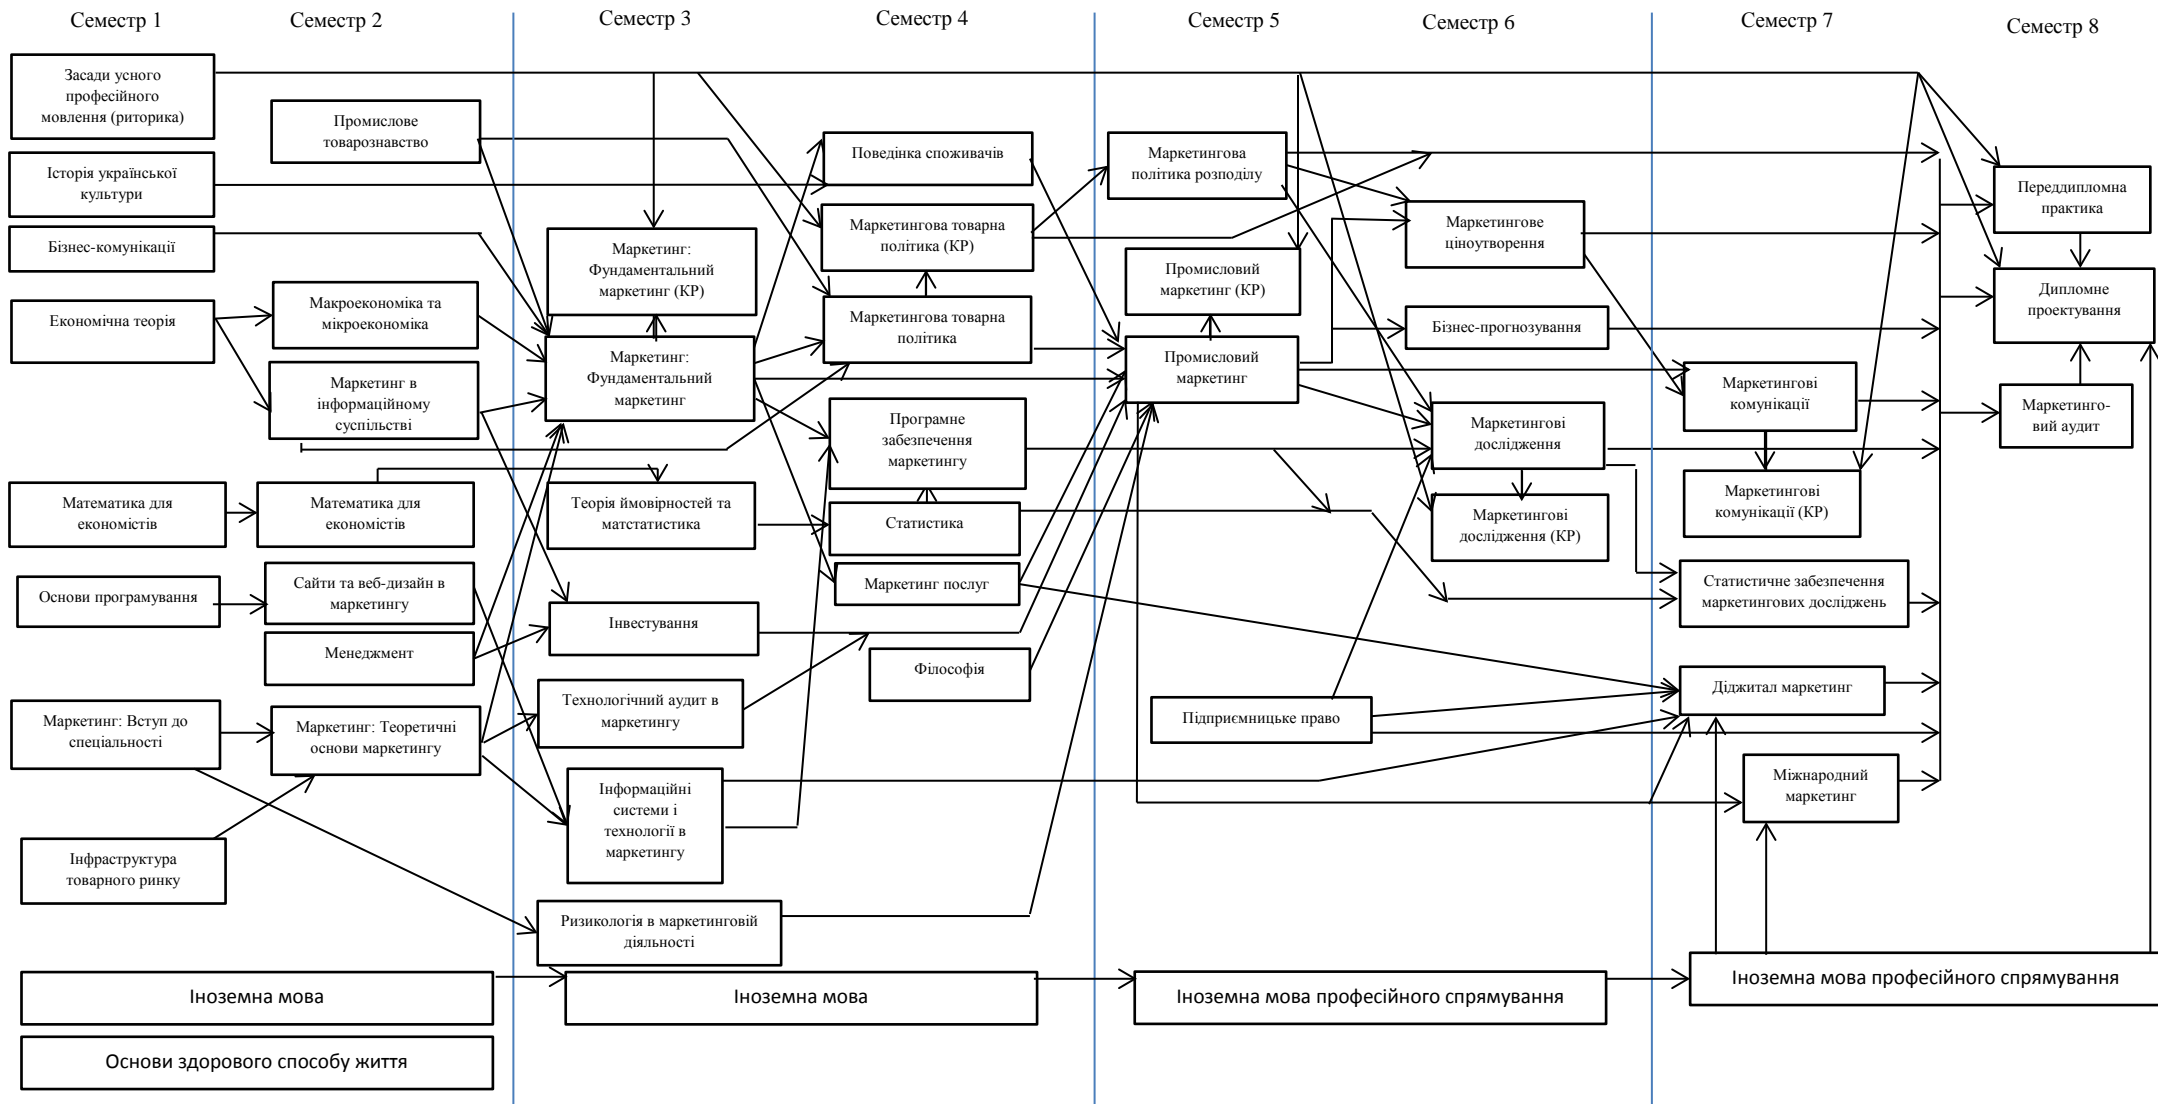 Семестр 1
Семестр 2
Семестр 3
Семестр 4
Семестр 5
Семестр 6
Семестр 7
Семестр 8
Засади усного
професійного
мовлення (риторика)
Історія української
культури
Бізнес-комунікації
Економічна теорія
Математика для
економістів
Основи програмування
Маркетинг: Вступ до
спеціальності
Інфраструктура
товарного ринку
Промислове
товарознавство
Макроекономіка та
мікроекономіка
Маркетинг в
інформаційному
суспільстві
Математика для
економістів
Сайти та веб-дизайн в
маркетингу
Менеджмент
Маркетинг: Теоретичні
основи маркетингу
Маркетинг:
Фундаментальний
маркетинг (КР)
Маркетинг:
Фундаментальний
маркетинг
Теорія ймовірностей та
матстатистика
Інвестування
Технологічний аудит в
маркетингу
Інформаційні
системи і
технології в
маркетингу
Ризикологія в маркетинговій
діяльності
Поведінка споживачів
Маркетингова товарна
політика (КР)
Маркетингова товарна
політика
Програмне
забезпечення
маркетингу
Статистика
Маркетинг послуг
Філософія
Маркетингова
політика розподілу
Промисловий
маркетинг (КР)
Промисловий
маркетинг
Підприємницьке право
Маркетингове
ціноутворення
Бізнес-прогнозування
Маркетингові
дослідження
Маркетингові
дослідження (КР)
Маркетингові
комунікації
Маркетингові
комунікації (КР)
Статистичне забезпечення
маркетингових досліджень
Діджитал маркетинг
Міжнародний
маркетинг
Переддипломна
практика
Дипломне
проектування
Маркетинго-
вий аудит
Іноземна мова
Іноземна мова
Іноземна мова професійного спрямування
Іноземна мова професійного спрямування
Основи здорового способу життя